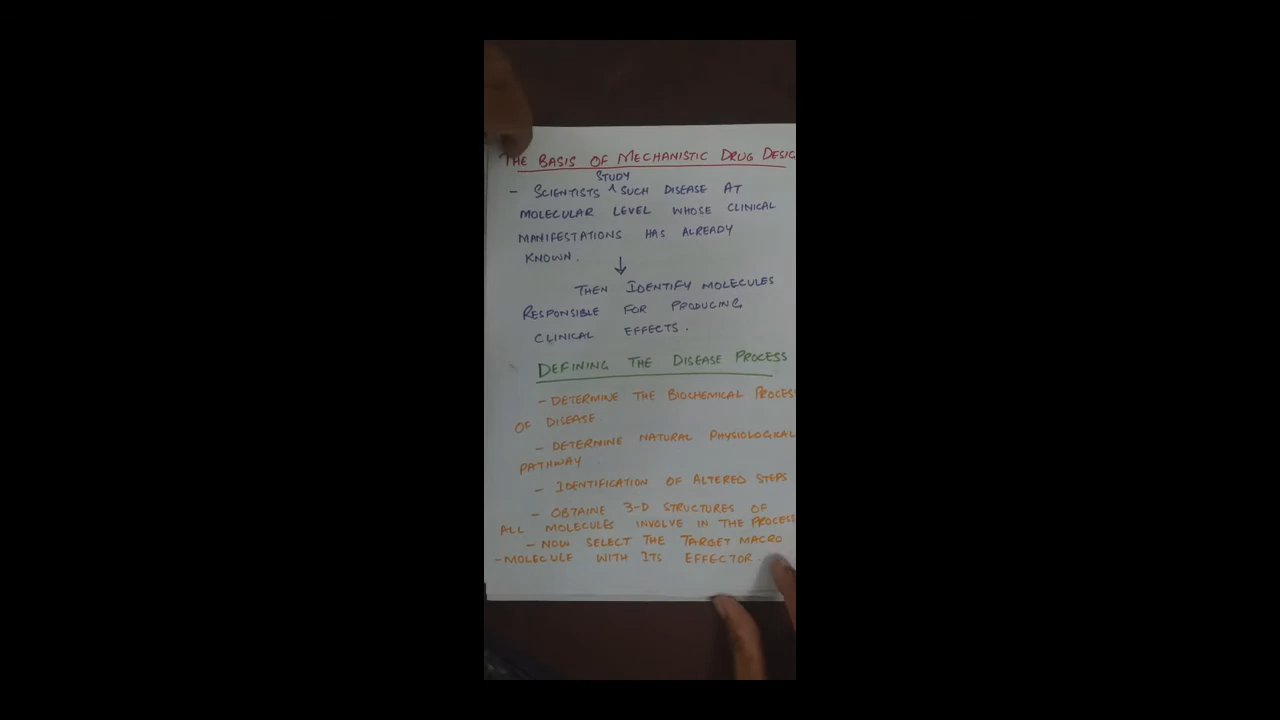 THE BASIS OF MECHANISTIC DRUG DESIG
STUDY
- SCIENTISTS ^ SUCH DISEASE AT
MOLECULAR LEVEL WHOSE CLINICAL
MANIFESTATIONS HAS ALREADY
KNOWN.
↓
THEN IDENTIFY MOLECULES
RESPONSIBLE FOR PRODUCING
CLINICAL EFFECTS.
DEFINING THE DISEASE PROCESS
- DETERMINE THE BIOCHEMICAL PROCES
OF DISEASE
- DETERMINE NATURAL PHYSIOLOGICAL
PATHWAY
- IDENTIFICATION OF ALTERED STEPS
- OBTAINE 3-D STRUCTURES OF
ALL MOLECULES INVOLVE IN THE PROCESS
- NOW SELECT THE TARGET MACRO
-MOLECULE WITH ITS EFFECTOR.